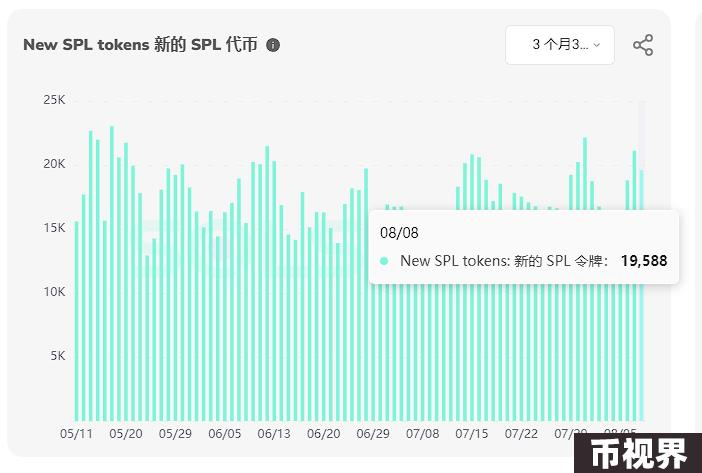 New SPL tokens 新的 SPL 代币
3 个月3...
25K
20K
15K
10K
5K
08/08
New SPL tokens: 新的 SPL 令牌： 19,588
05/11 05/20 05/29 06/05 06/13 06/20 06/29 07/08 07/15 07/22 07/29 08/05
币视界